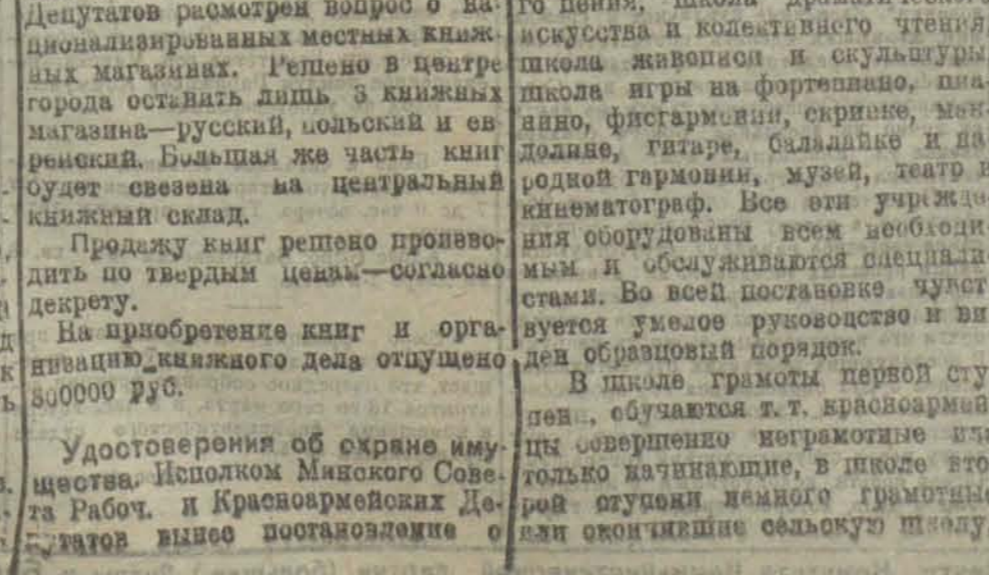 Депутатов расмотрен вопрос о на-
ционализированных местных книж-
ных магазинах. Решено в центре
города оставить лишь 3 книжных
магазина—русский, польский и ев
рейский. Большая же часть книг
будет свезена на центральный
книжный склад.
Продажу книг решено произво-
дить по твердым ценам—согласно
декрету.
На приобретение книг и орга-
низацию книжного дела отпущено
руб.
Удостоверения об охране иму-
щества. Исполком Минского Сове-
та Рабоч. и Красноармейских Де-
путатов вынес постановление о
го пения, школа драматического
искусства и колективного чтения
школа живописи и скульптуры
школа игры на фортепиано, пиа-
нино, фисгармонии, скрипке, ман-
долине, гитаре, балалайке и на
родной гармонии, музей, театр и
кинематограф. Все эти учрежде-
ния оборудованы всем необходи-
мым и обслуживаются специали-
стами. Во всей постановке чувст
вуется умелое руководство и ви
ден образцовый порядок.
В школе грамоты первой сту
пени, обучаются т. т. красноармей
цы совершенно неграмотные или
только начинающие, в школе вто
рой ступени немного грамотные
или окончившие сельскую школу